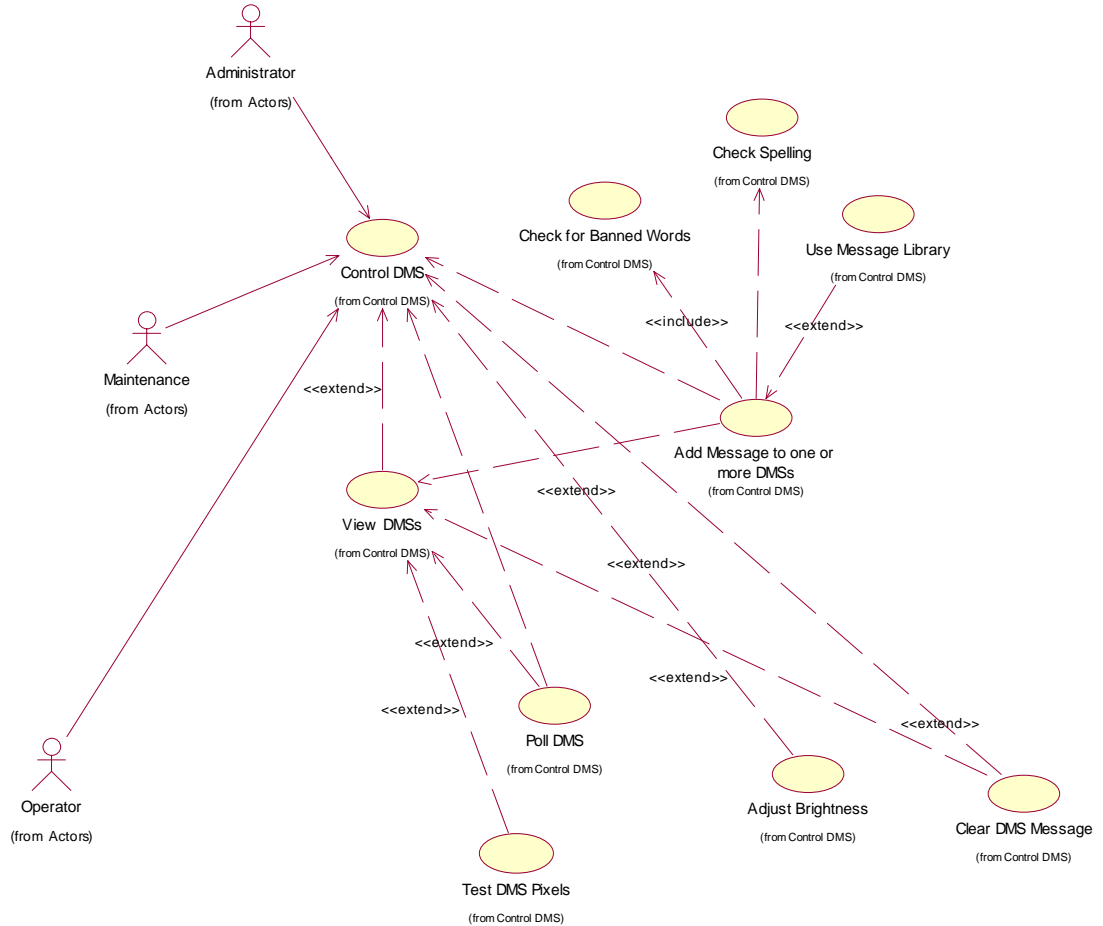 Administrator
(from Actors)
Check Spelling
(from Control DMS)
Check for Banned Words
(from Control DMS)
Use Message Library
(from Control DMS)
Control DMS
(from Control DMS)
<<include>>
<<extend>>
Maintenance
(from Actors)
<<extend>>
Add Message to one or
more DMSs
(from Control DMS)
<<extend>>
View DMSs
(from Control DMS)
<<extend>>
<<extend>>
<<extend>>
<<extend>>
<<extend>>
Poll DMS
(from Control DMS)
Operator
(from Actors)
Adjust Brightness
(from Control DMS)
Clear DMS Message
(from Control DMS)
Test DMS Pixels
(from Control DMS)